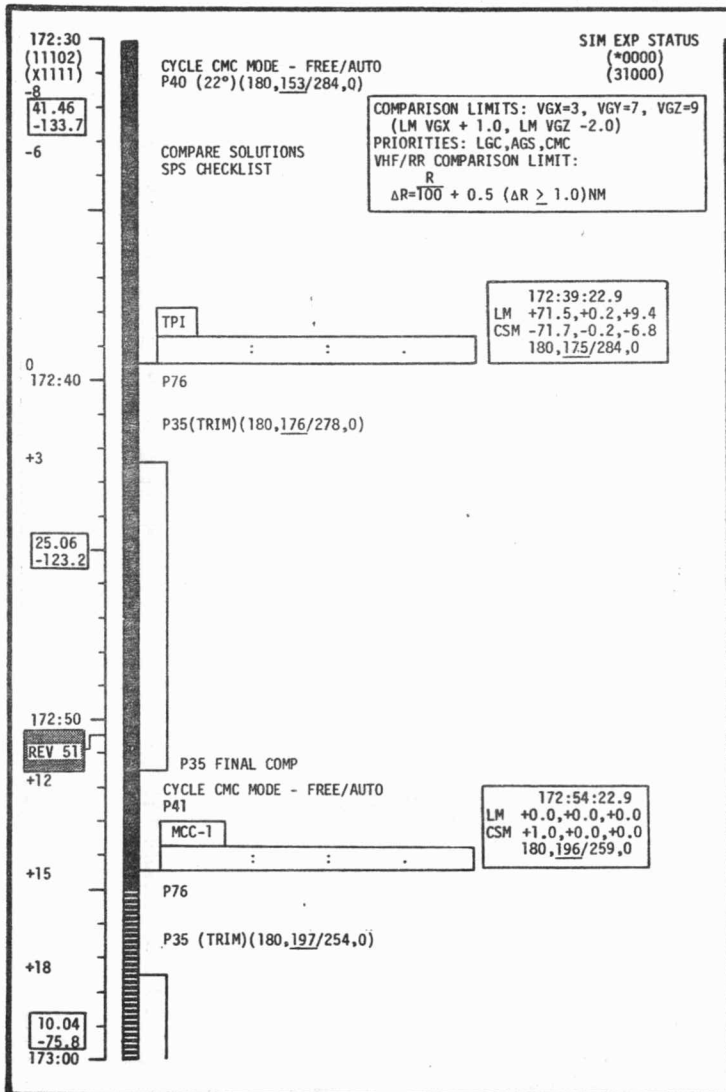 172:30
(11102)
(X1111)
-8
41.46
-133.7
-6
0
172:40
+3
25.06
-123.2
172:50
REV 51
+12
+15
+18
10.04
-75.8
173:00
CYCLE CMC MODE - FREE/AUTO
P40 (22°)(180,153/284,0)
COMPARE SOLUTIONS
SPS CHECKLIST
SIM EXP STATUS
(*0000)
(31000)
COMPARISON LIMITS: VGX=3, VGY=7, VGZ=9
(LM VGX + 1.0, LM VGZ -2.0)
PRIORITIES: LGC,AGS,CMC
VHF/RR COMPARISON LIMIT:
R
ΔR=100 + 0.5 (ΔR ≥ 1.0)NM
TPI
: : .
172:39:22.9
LM +71.5,+0.2,+9.4
CSM -71.7,-0.2,-6.8
180,175/284,0
P76
P35(TRIM)(180,176/278,0)
P35 FINAL COMP
CYCLE CMC MODE - FREE/AUTO
P41
MCC-1
: : .
172:54:22.9
LM +0.0,+0.0,+0.0
CSM +1.0,+0.0,+0.0
180,196/259,0
P76
P35 (TRIM)(180,197/254,0)